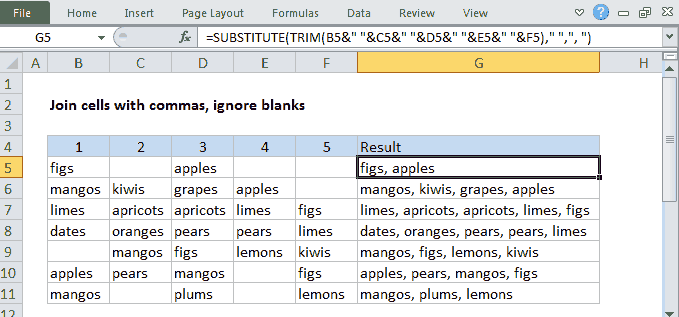 File Home Insert Page Layout Formulas Data Review View
G5 fx =SUBSTITUTE(TRIM(B5&" "&C5&" "&D5&" "&E5&" "&F5)," ",", ")
A B C D E F G H
1
2 Join cells with commas, ignore blanks
3
4 1 2 3 4 5 Result
5 figs apples figs, apples
6 mangos kiwis grapes apples mangos, kiwis, grapes, apples
7 limes apricots apricots limes figs limes, apricots, apricots, limes, figs
8 dates oranges pears pears limes dates, oranges, pears, pears, limes
9 mangos figs lemons kiwis mangos, figs, lemons, kiwis
10 apples pears mangos figs apples, pears, mangos, figs
11 mangos plums lemons mangos, plums, lemons
12